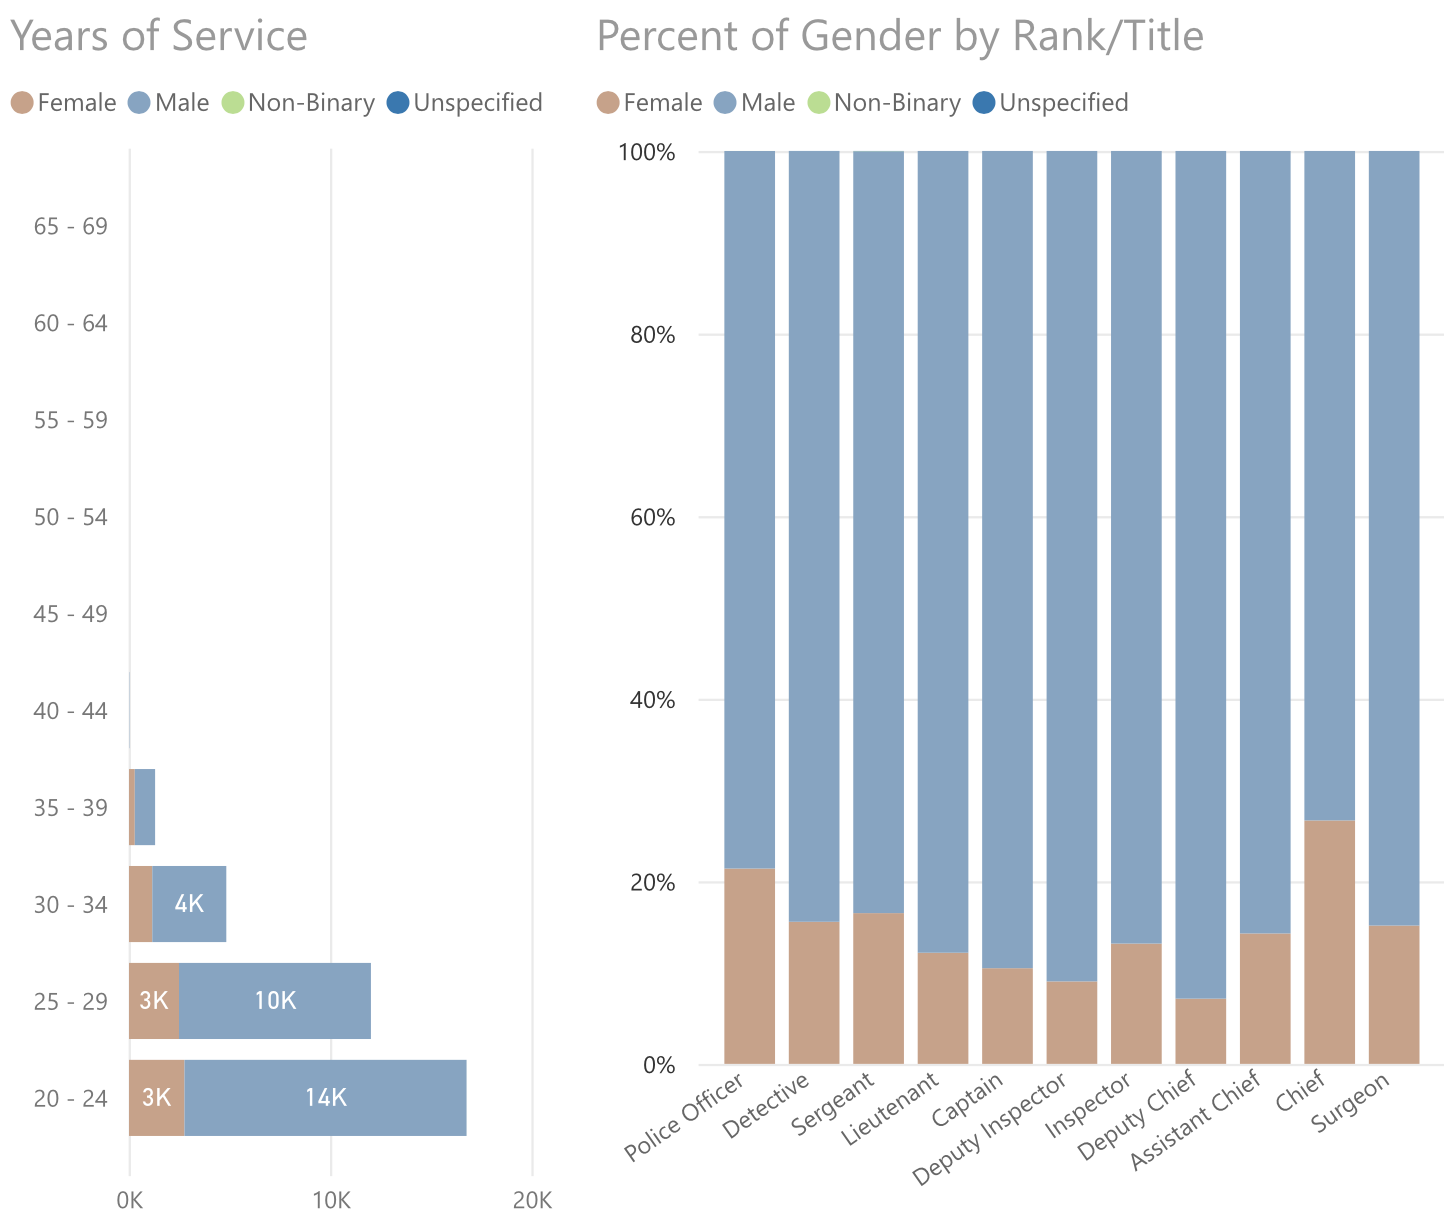 Years of Service
Female Male Non-Binary Unspecified
65 - 69
60 - 64
55 - 59
50 - 54
45 - 49
40 - 44
35 - 39
30 - 34 4K
25 - 29 3K 10K
20 - 24 3K 14K
0K 10K 20K
Percent of Gender by Rank/Title
Female Male Non-Binary Unspecified
100%
80%
60%
40%
20%
0%
Police Officer
Detective
Sergeant
Lieutenant
Captain
Deputy Inspector
Inspector
Deputy Chief
Assistant Chief
Chief
Surgeon